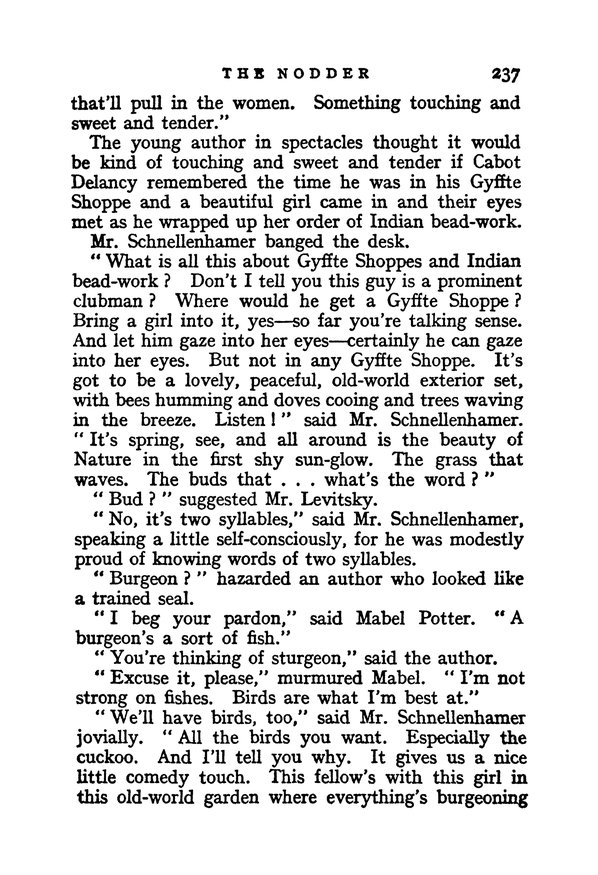 THE NODDER 237
that'll pull in the women. Something touching and
sweet and tender."
The young author in spectacles thought it would
be kind of touching and sweet and tender if Cabot
Delancy remembered the time he was in his Gyffte
Shoppe and a beautiful girl came in and their eyes
met as he wrapped up her order of Indian bead-work.
Mr. Schnellenhamer banged the desk.
"What is all this about Gyffte Shoppes and Indian
bead-work? Don't I tell you this guy is a prominent
clubman? Where would he get a Gyffte Shoppe?
Bring a girl into it, yes—so far you're talking sense.
And let him gaze into her eyes—certainly he can gaze
into her eyes. But not in any Gyffte Shoppe. It's
got to be a lovely, peaceful, old-world exterior set,
with bees humming and doves cooing and trees waving
in the breeze. Listen!" said Mr. Schnellenhamer.
"It's spring, see, and all around is the beauty of
Nature in the first shy sun-glow. The grass that
waves. The buds that . . . what's the word?"
"Bud?" suggested Mr. Levitsky.
"No, it's two syllables," said Mr. Schnellenhamer,
speaking a little self-consciously, for he was modestly
proud of knowing words of two syllables.
"Burgeon?" hazarded an author who looked like
a trained seal.
"I beg your pardon," said Mabel Potter. "A
burgeon's a sort of fish."
"You're thinking of sturgeon," said the author.
"Excuse it, please," murmured Mabel. "I'm not
strong on fishes. Birds are what I'm best at."
"We'll have birds, too," said Mr. Schnellenhamer
jovially. "All the birds you want. Especially the
cuckoo. And I'll tell you why. It gives us a nice
little comedy touch. This fellow's with this girl in
this old-world garden where everything's burgeoning